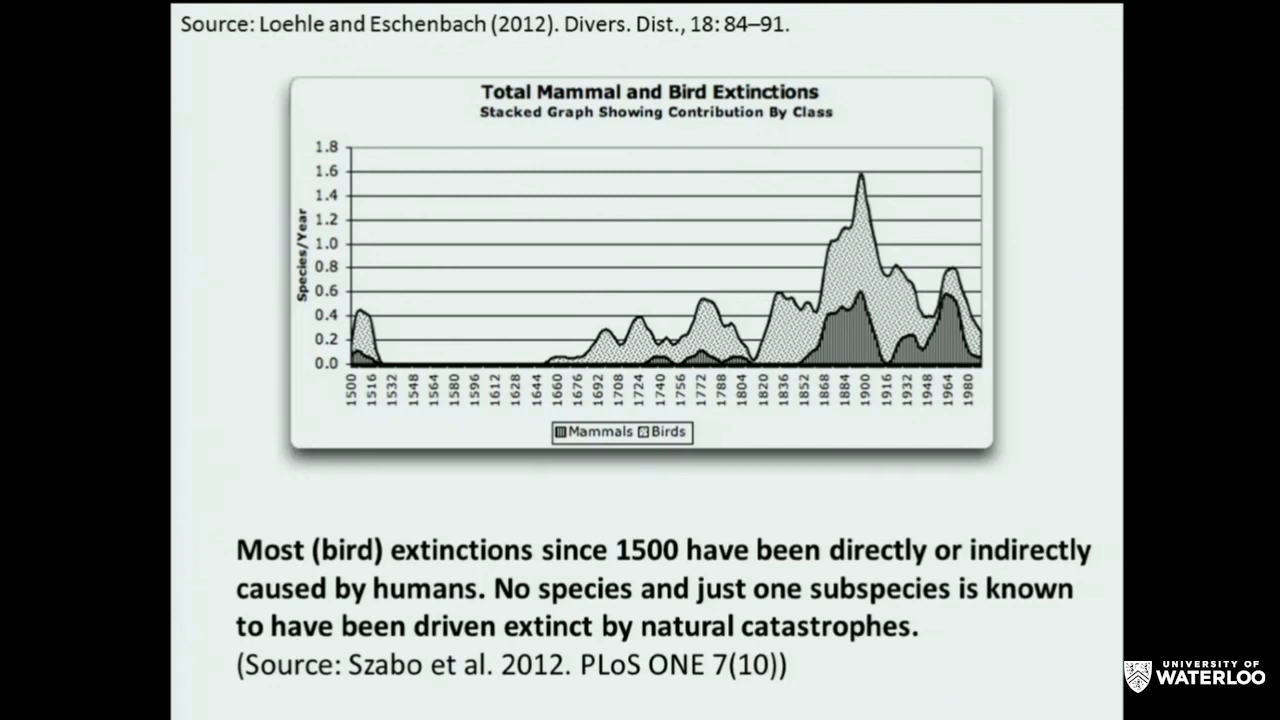 Source: Loehle and Eschenbach (2012). Divers. Dist., 18: 84–91.
Total Mammal and Bird Extinctions
Stacked Graph Showing Contribution By Class
Species/Year
1.8
1.6
1.4
1.2
1.0
0.8
0.6
0.4
0.2
0.0
1500 1516 1532 1548 1564 1580 1596 1612 1628 1644 1660 1676 1692 1708 1724 1740 1756 1772 1788 1804 1820 1836 1852 1868 1884 1900 1916 1932 1948 1964 1980
Mammals Birds
Most (bird) extinctions since 1500 have been directly or indirectly
caused by humans. No species and just one subspecies is known
to have been driven extinct by natural catastrophes.
(Source: Szabo et al. 2012. PLoS ONE 7(10))
UNIVERSITY OF
WATERLOO